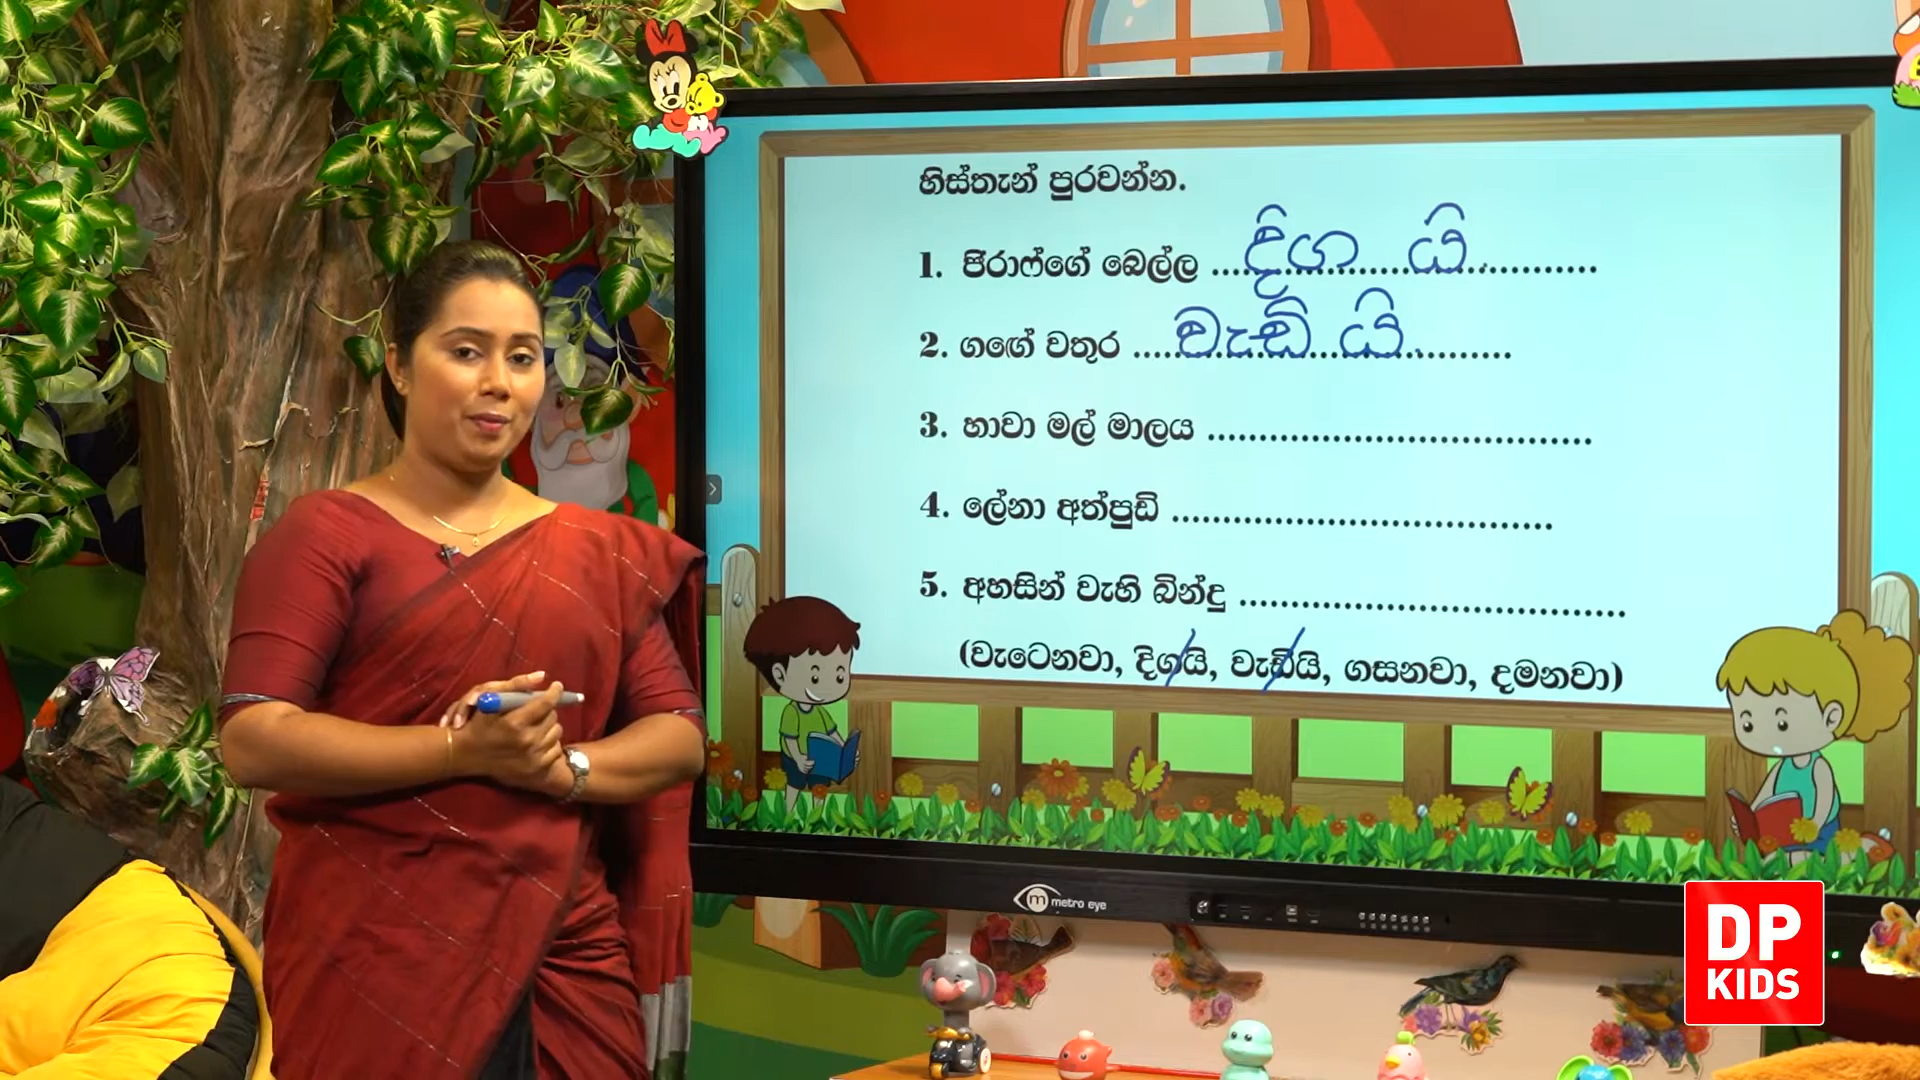 හිස්තැන් පුරවන්න.
1. ජිරාෆ්ගේ බෙල්ල .... දිග යි.
2. ගඟේ වතුර .... වැඩි යි.
3. හාවා මල් මාලය ....................................
4. ලේනා අත්පුඩි ....................................
5. අහසින් වැහි බින්දු ....................................
(වැටෙනවා, දිගයි, වැඩියි, ගසනවා, දමනවා)
m metro eye
DP
KIDS